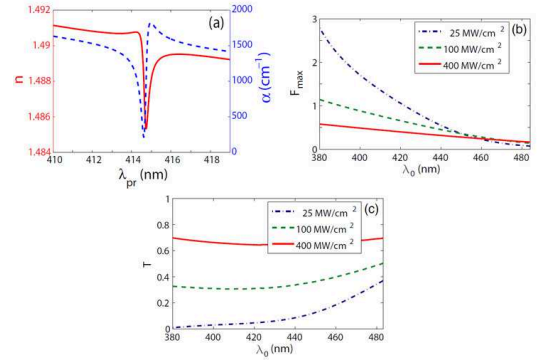 (a)
1.492
1.49
1.488
1.486
1.484
n
2000
1500
1000
500
0
α (cm⁻¹)
410 412 414 416 418
λpr (nm)
(b)
25 MW/cm 2
100 MW/cm 2
400 MW/cm 2
3
2
1
0
Fmax
380 400 420 440 460 480
λ0 (nm)
(c)
25 MW/cm 2
100 MW/cm 2
400 MW/cm 2
1
0.8
0.6
0.4
0.2
0
T
380 400 420 440 460 480
λ0 (nm)